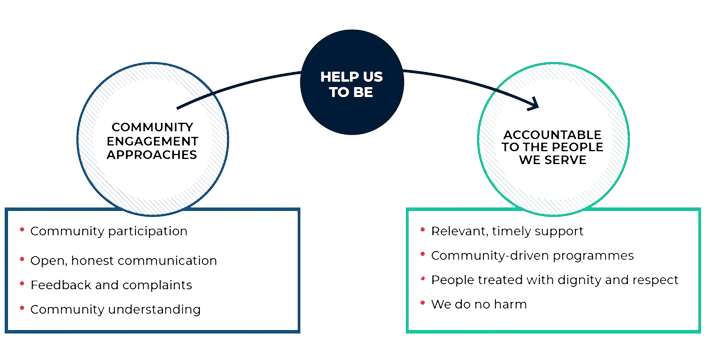 HELP US
TO BE
COMMUNITY
ENGAGEMENT
APPROACHES
ACCOUNTABLE
TO THE PEOPLE
WE SERVE
• Community participation
• Open, honest communication
• Feedback and complaints
• Community understanding
• Relevant, timely support
• Community-driven programmes
• People treated with dignity and respect
• We do no harm